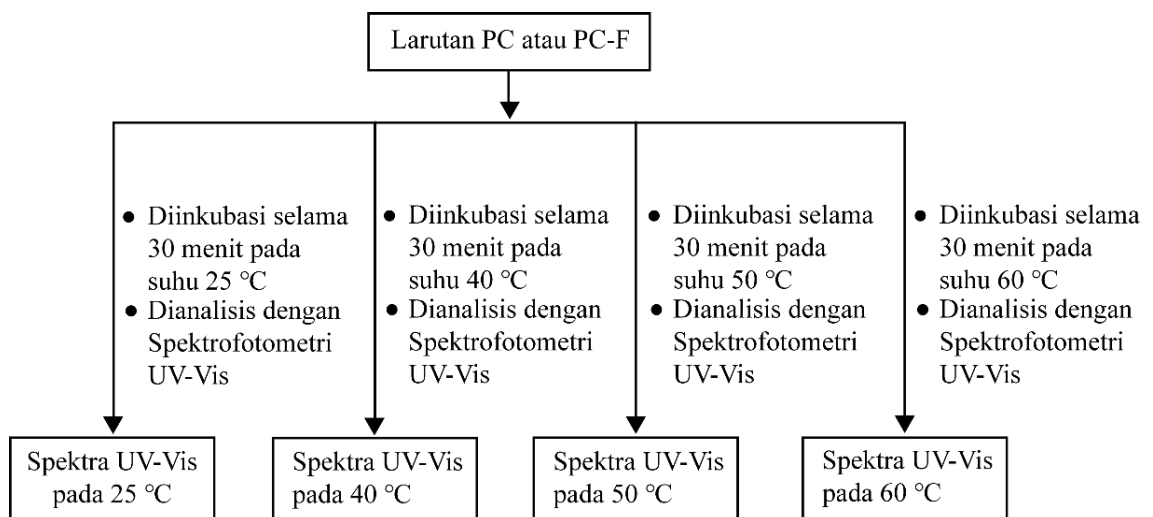 Larutan PC atau PC-F
● Diinkubasi selama
30 menit pada
suhu 25 °C
● Dianalisis dengan
Spektrofotometri
UV-Vis
● Diinkubasi selama
30 menit pada
suhu 40 °C
● Dianalisis dengan
Spektrofotometri
UV-Vis
● Diinkubasi selama
30 menit pada
suhu 50 °C
● Dianalisis dengan
Spektrofotometri
UV-Vis
● Diinkubasi selama
30 menit pada
suhu 60 °C
● Dianalisis dengan
Spektrofotometri
UV-Vis
Spektra UV-Vis
pada 25 °C
Spektra UV-Vis
pada 40 °C
Spektra UV-Vis
pada 50 °C
Spektra UV-Vis
pada 60 °C